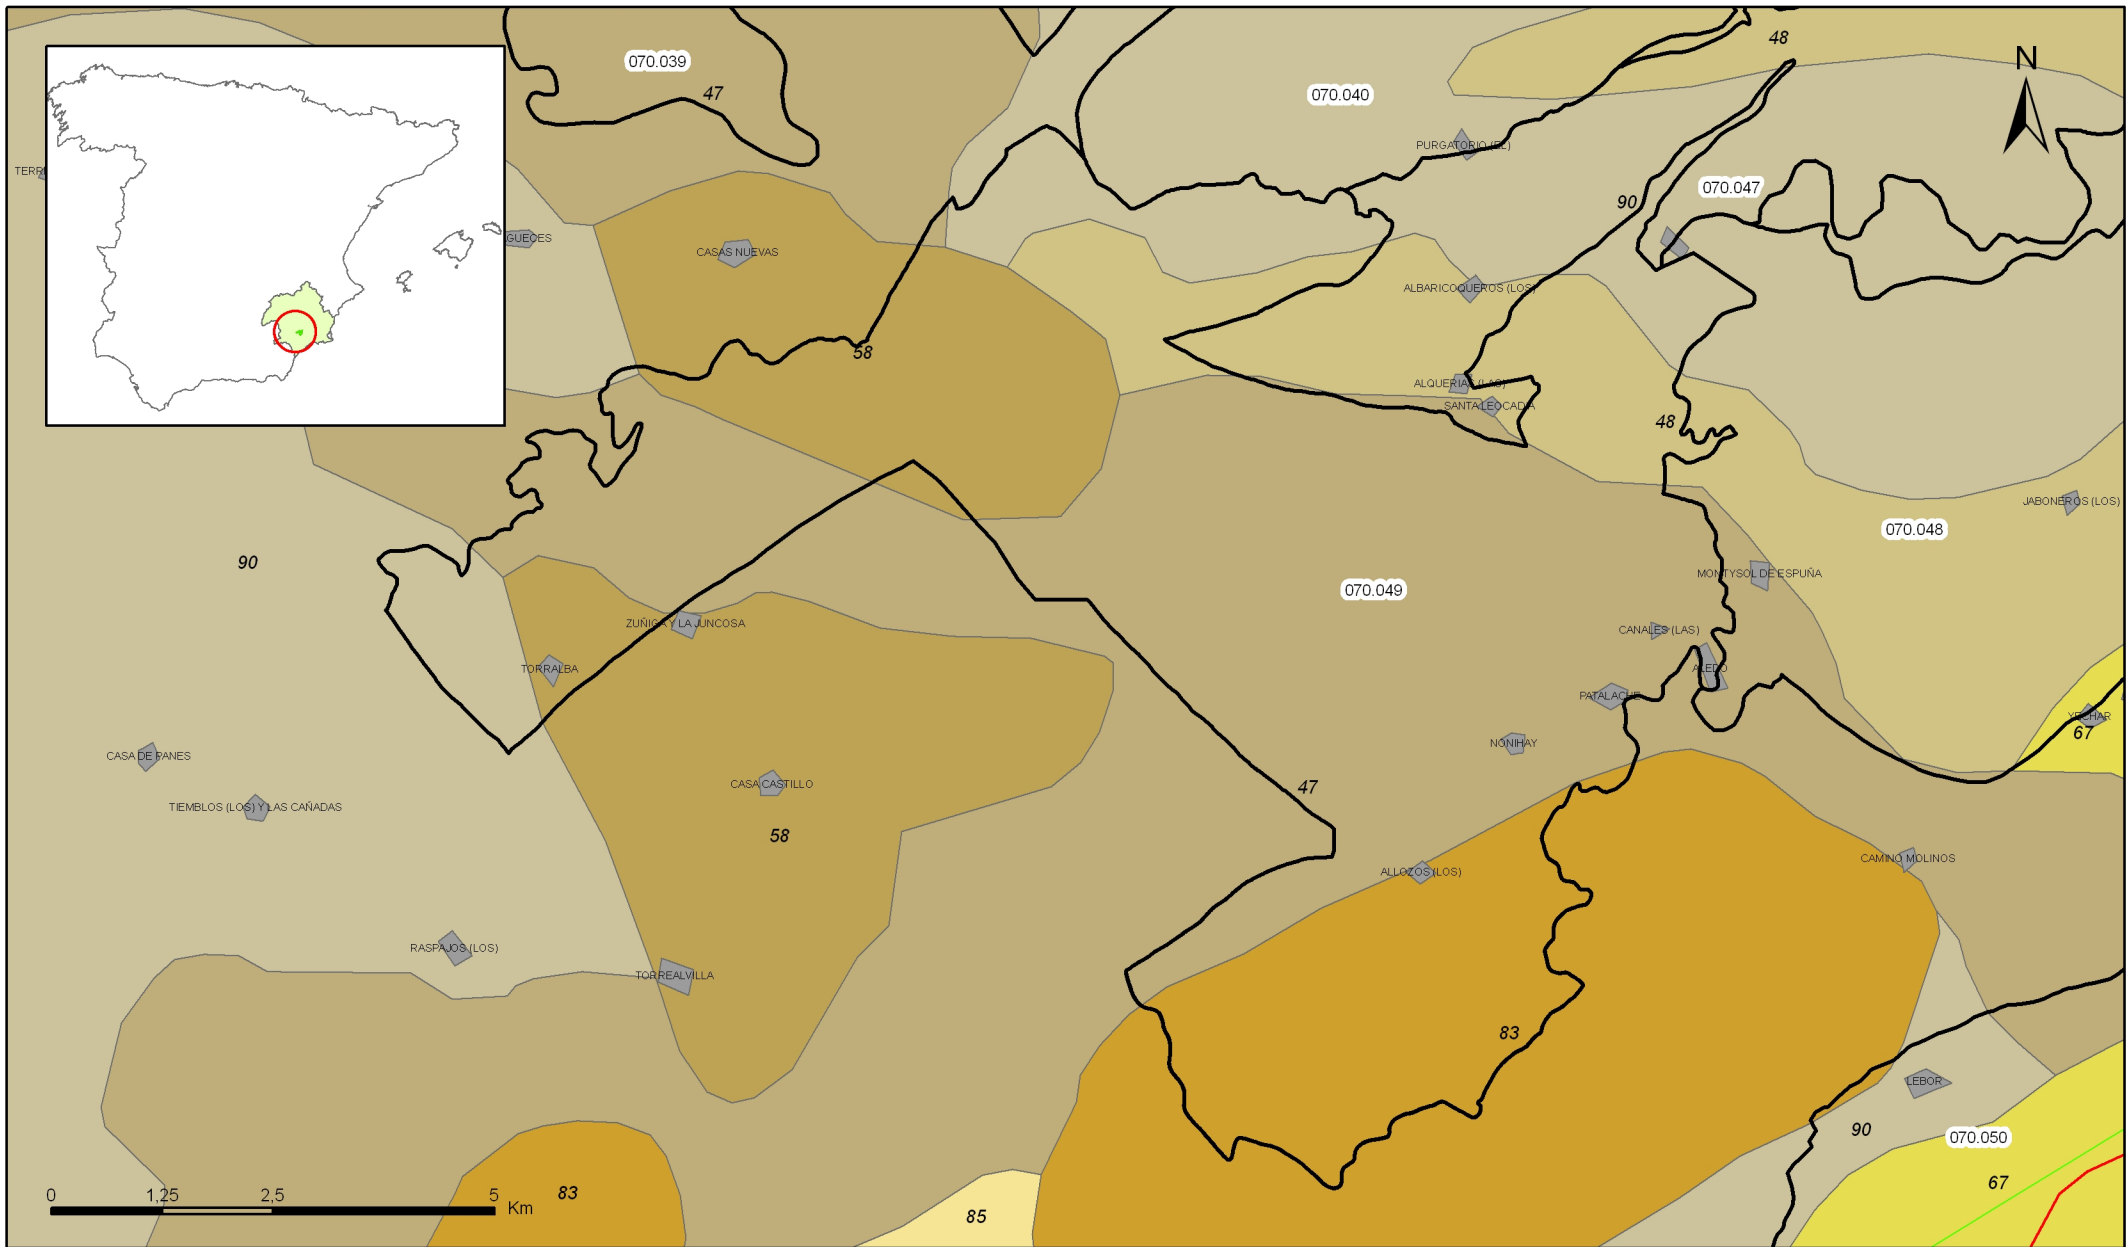 48
070.039
N
47
070.040
PURGATORIO (EL)
TERR
070.047
90
GUECES
CASAS NUEVAS
ALBARICOQUEROS (LOS)
58
ALQUERIAS (LAS)
SANTA LEOCADIA
48
JABONEROS (LOS)
070.048
90
MONTYSOL DE ESPUÑA
070.049
ZUÑIGA Y LA JUNCOSA
CANALES (LAS)
TORRALBA
ALEDO
PATALACHE
YECHAR
67
NONIHAY
CASA DE PANES
CASA CASTILLO
47
TIEMBLOS (LOS) Y LAS CAÑADAS
58
CAMINO MOLINOS
ALLOZOS (LOS)
RASPAJOS (LOS)
TORREALVILLA
83
LEBOR
90
070.050
67
83
0 1,25 2,5 5
Km
85